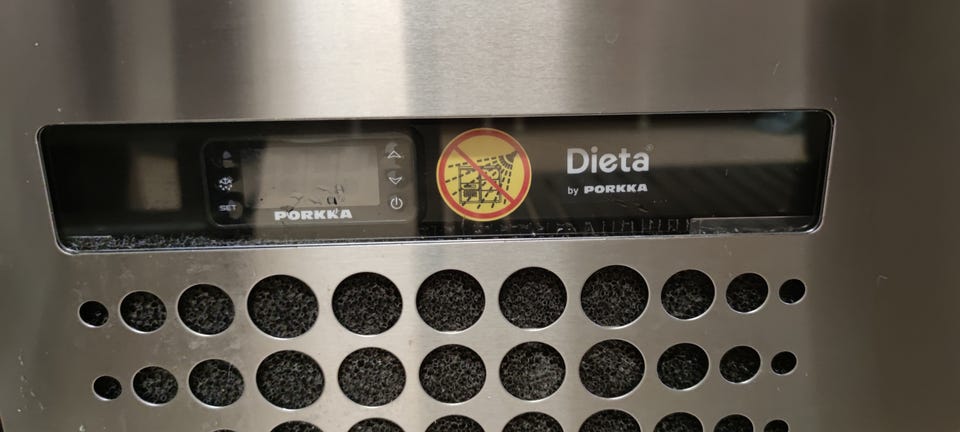 SET
PORKKA
Dieta®
by PORKKA